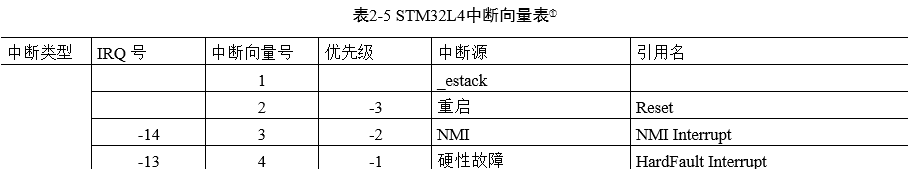 表2-5 STM32L4中断向量表①
中断类型 IRQ 号 中断向量号 优先级 中断源 引用名
1 _estack
2 -3 重启 Reset
-14 3 -2 NMI NMI Interrupt
-13 4 -1 硬性故障 HardFault Interrupt